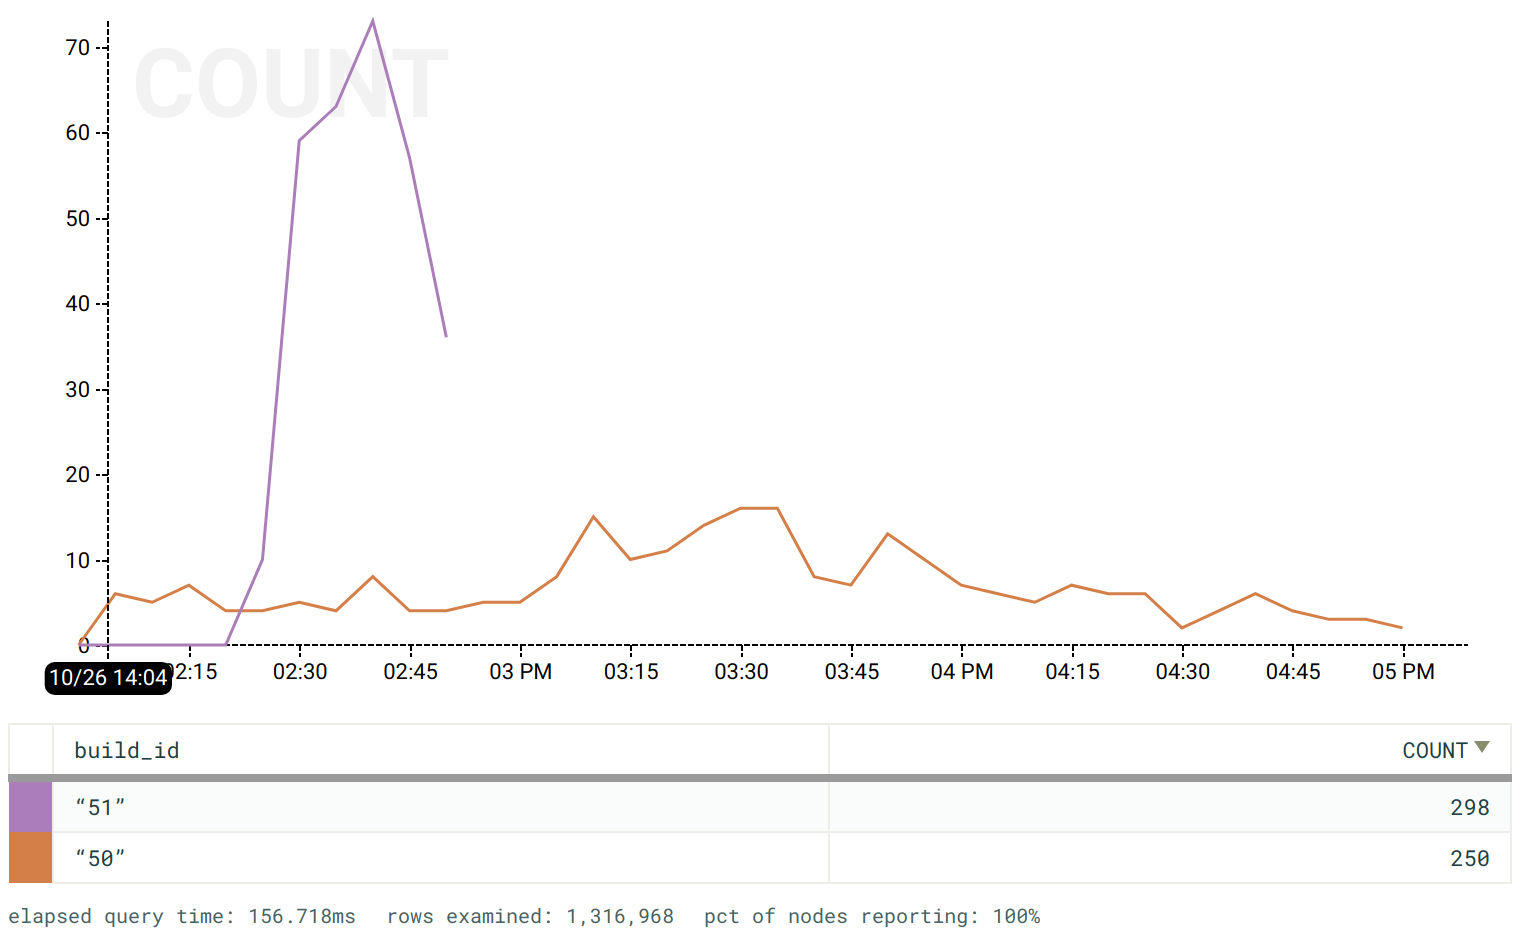 COUNT
70
60
50
40
30
20
10
0
10/26 14:04 02:15 02:30 02:45 03 PM 03:15 03:30 03:45 04 PM 04:15 04:30 04:45 05 PM
build_id COUNT
“51” 298
“50” 250
elapsed query time: 156.718ms rows examined: 1,316,968 pct of nodes reporting: 100%